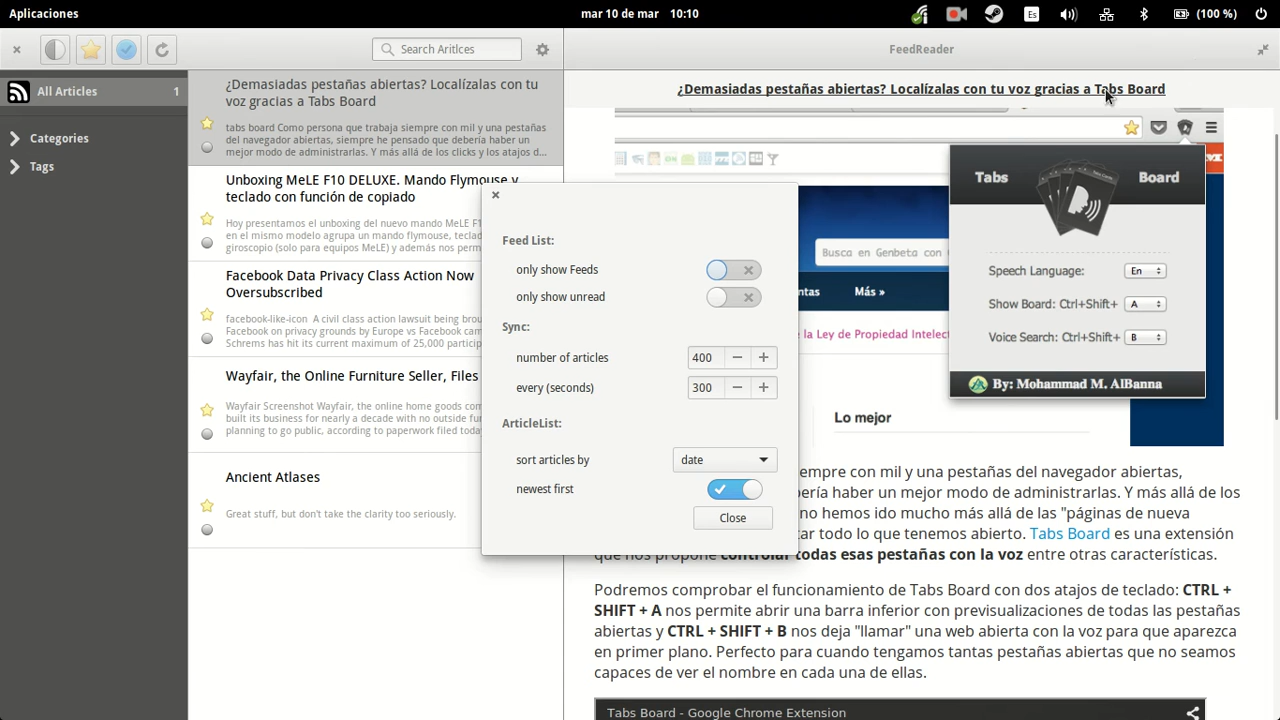 Aplicaciones
mar 10 de mar 10:10
Es
(100 %)
Search Aritlces
FeedReader
All Articles 1
Categories
Tags
¿Demasiadas pestañas abiertas? Localízalas con tu
voz gracias a Tabs Board
tabs board Como persona que trabaja siempre con mil y una pestañas
del navegador abiertas, siempre he pensado que debería haber un
mejor modo de administrarlas. Y más allá de los clicks y los atajos d...
Unboxing MeLE F10 DELUXE. Mando Flymouse y
teclado con función de copiado
Hoy presentamos el unboxing del nuevo mando MeLE F
en el mismo modelo agrupa un mando flymouse, teclad
giroscopio (solo para equipos MeLE) y además nos perm
Facebook Data Privacy Class Action Now
Oversubscribed
facebook-like-icon A civil class action lawsuit being brou
Facebook on privacy grounds by Europe vs Facebook cam
Schrems has hit its current maximum of 25,000 particip
Wayfair, the Online Furniture Seller, Files
Wayfair Screenshot Wayfair, the online home goods com
built its business for nearly a decade with no outside fun
planning to go public, according to paperwork filed toda
Ancient Atlases
Great stuff, but don't take the clarity too seriously.
Feed List:
only show Feeds
only show unread
Sync:
number of articles 400
every (seconds) 300
ArticleList:
sort articles by date
newest first
Close
¿Demasiadas pestañas abiertas? Localízalas con tu voz gracias a Tabs Board
Tabs Board
Busca en Genbeta con
ntas Más »
e la Ley de Propiedad Intelec
Speech Language: En
Show Board: Ctrl+Shift+ A
Voice Search: Ctrl+Shift+ B
By: Mohammad M. AlBanna
Lo mejor
empre con mil y una pestañas del navegador abiertas,
ería haber un mejor modo de administrarlas. Y más allá de los
no hemos ido mucho más allá de las "páginas de nueva
tar todo lo que tenemos abierto. Tabs Board es una extensión
que nos propone controlar todas esas pestañas con la voz entre otras características.
Podremos comprobar el funcionamiento de Tabs Board con dos atajos de teclado: CTRL +
SHIFT + A nos permite abrir una barra inferior con previsualizaciones de todas las pestañas
abiertas y CTRL + SHIFT + B nos deja "llamar" una web abierta con la voz para que aparezca
en primer plano. Perfecto para cuando tengamos tantas pestañas abiertas que no seamos
capaces de ver el nombre en cada una de ellas.
Tabs Board - Google Chrome Extension